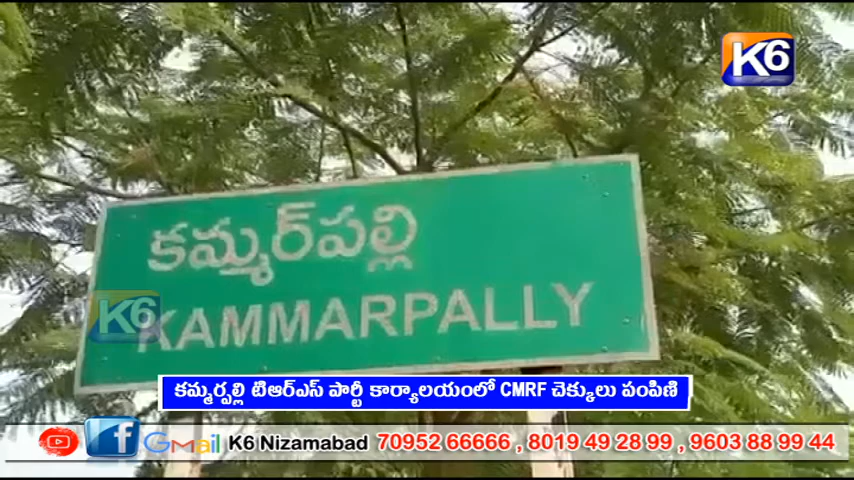 K6
కమ్మర్‌పల్లి
KAMMARPALLY
K6
కమ్మర్పల్లి టిఆర్ఎస్ పార్టీ కార్యాలయంలో CMRF చెక్కులు పంపిణి
f Gmail K6 Nizamabad 70952 66666 , 8019 49 28 99 , 9603 88 99 44